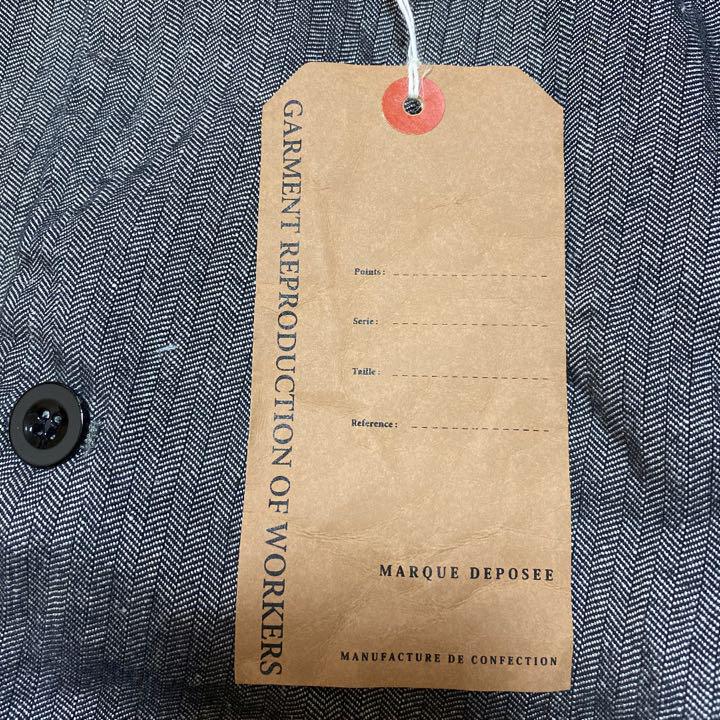 GARMENT REPRODUCTION OF WORKERS
Points:
Serie:
Taille:
Reference:
MARQUE DEPOSEE
MANUFACTURE DE CONFECTION